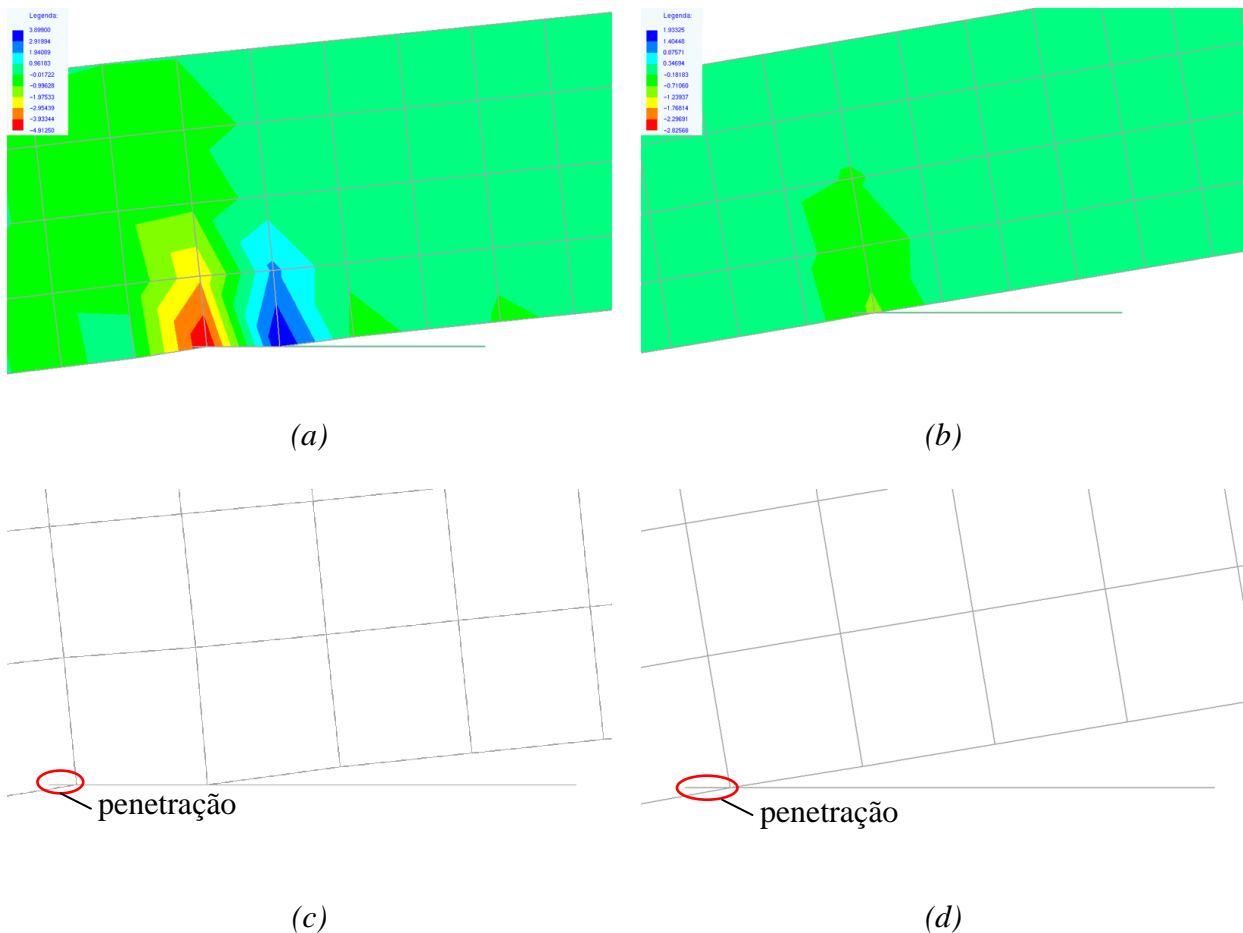 Legenda:
3.89800
2.91894
1.94089
0.96183
-0.01722
-0.99628
-1.97533
-2.95439
-3.93344
-4.91250
Legenda:
1.93325
1.40448
0.87571
0.34694
-0.18183
-0.71060
-1.23937
-1.76814
-2.29691
-2.82568
(a)
(b)
penetração
penetração
(c)
(d)